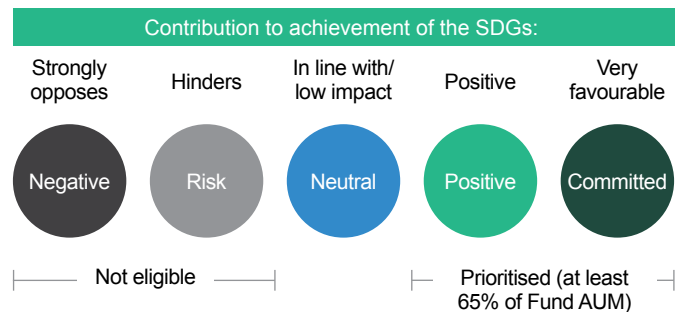 Contribution to achievement of the SDGs:
Strongly
opposes
Hinders
In line with/
low impact
Positive
Very
favourable
Negative
Risk
Neutral
Positive
Committed
Not eligible
Prioritised (at least
65% of Fund AUM)